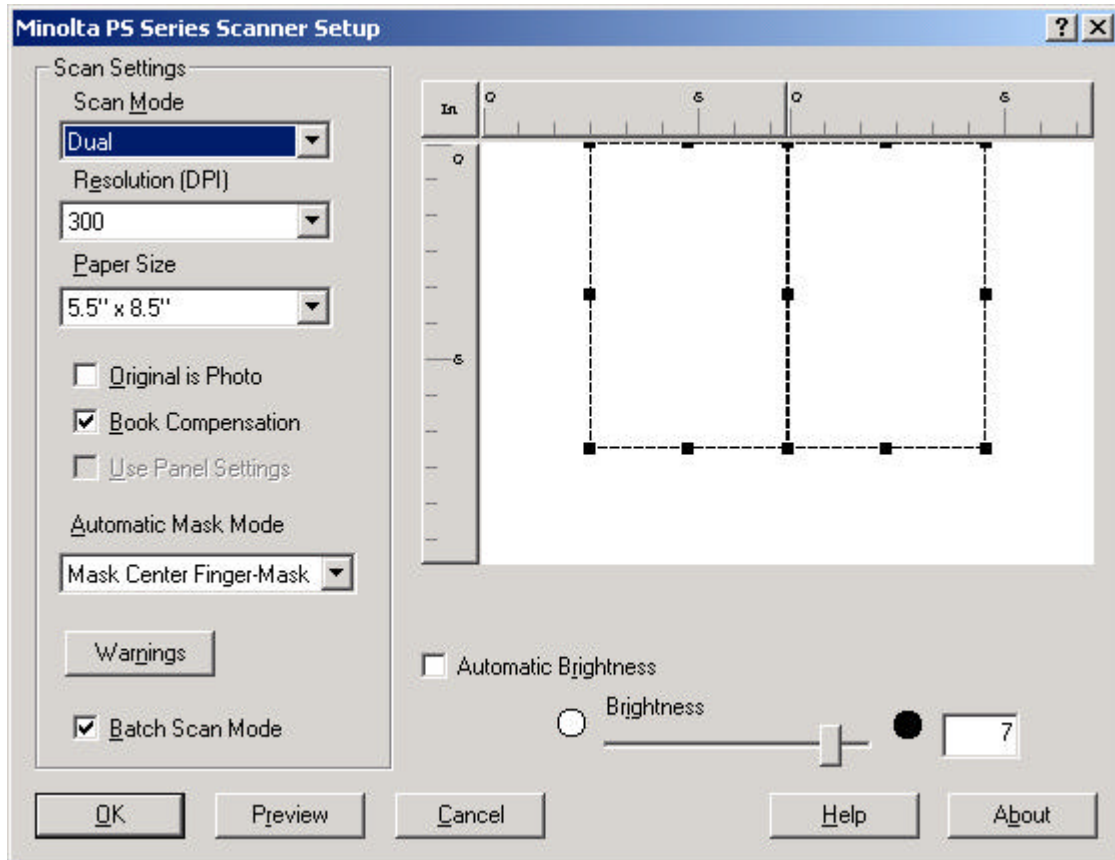 Minolta PS Series Scanner Setup
Scan Settings
Scan Mode
Dual
Resolution (DPI)
300
Paper Size
5.5" x 8.5"
Original is Photo
Book Compensation
Use Panel Settings
Automatic Mask Mode
Mask Center Finger-Mask
Warnings
Batch Scan Mode
In
0 6 0 6
0
6
Automatic Brightness
Brightness
7
OK Preview Cancel Help About